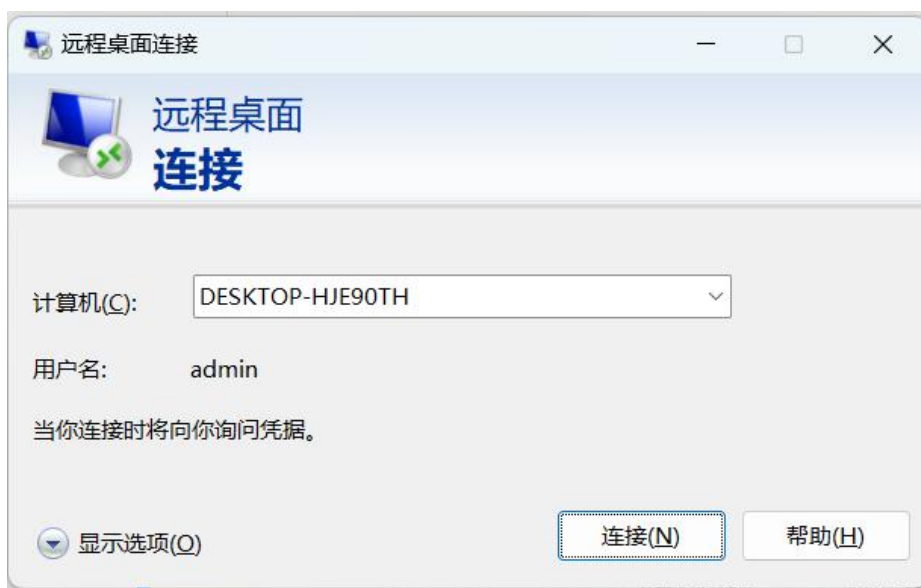 远程桌面连接
远程桌面
连接
计算机(C): DESKTOP-HJE90TH
用户名: admin
当你连接时将向你询问凭据。
显示选项(O) 连接(N) 帮助(H)